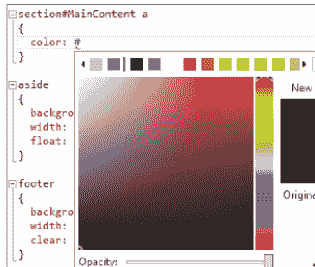 section#MainContent a
{
color: #
}
aside
{
backgro
width:
float:
}
footer
{
backgro
width:
clear:
}
New
Origina
Opacity: